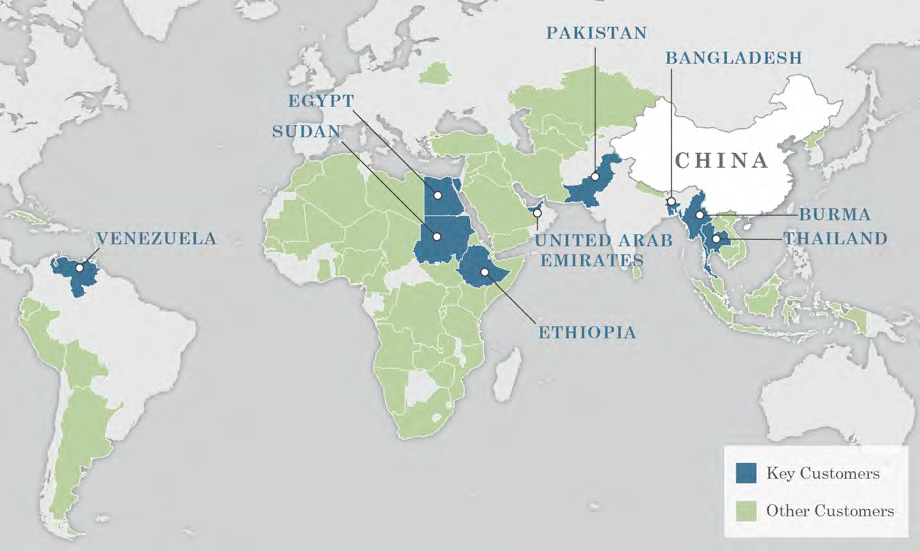 PAKISTAN
BANGLADESH
EGYPT
SUDAN
CHINA
BURMA
VENEZUELA
THAILAND
UNITED ARAB
EMIRATES
ETHIOPIA
Key Customers
Other Customers